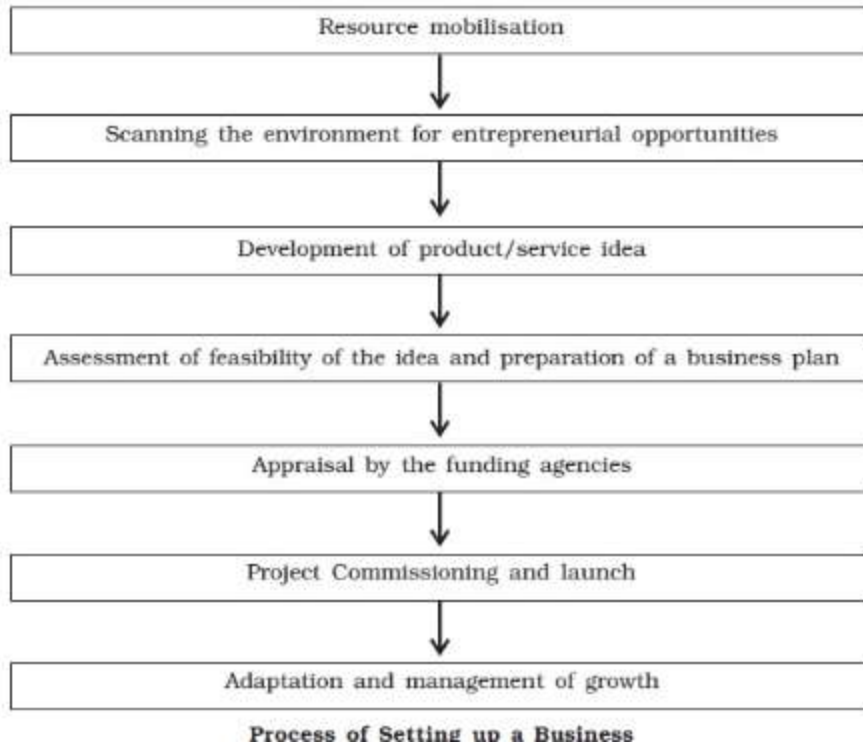 Resource mobilisation
Scanning the environment for entrepreneurial opportunities
Development of product/service idea
Assessment of feasibility of the idea and preparation of a business plan
Appraisal by the funding agencies
Project Commissioning and launch
Adaptation and management of growth
Process of Setting up a Business